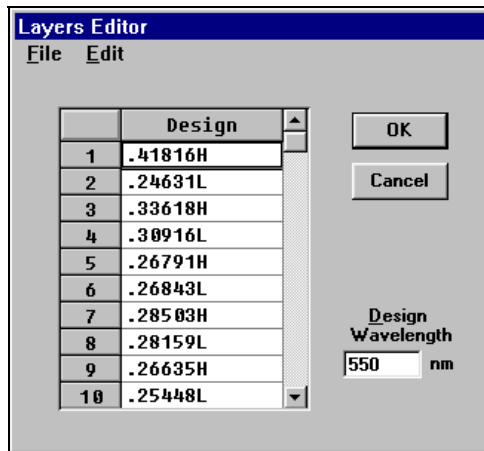 Layers Editor
File Edit
Design
OK
1 .41816H
2 .24631L
Cancel
3 .33618H
4 .30916L
5 .26791H
6 .26843L
7 .28503H
Design
Wavelength
8 .28159L
9 .26635H
550 nm
10 .25448L